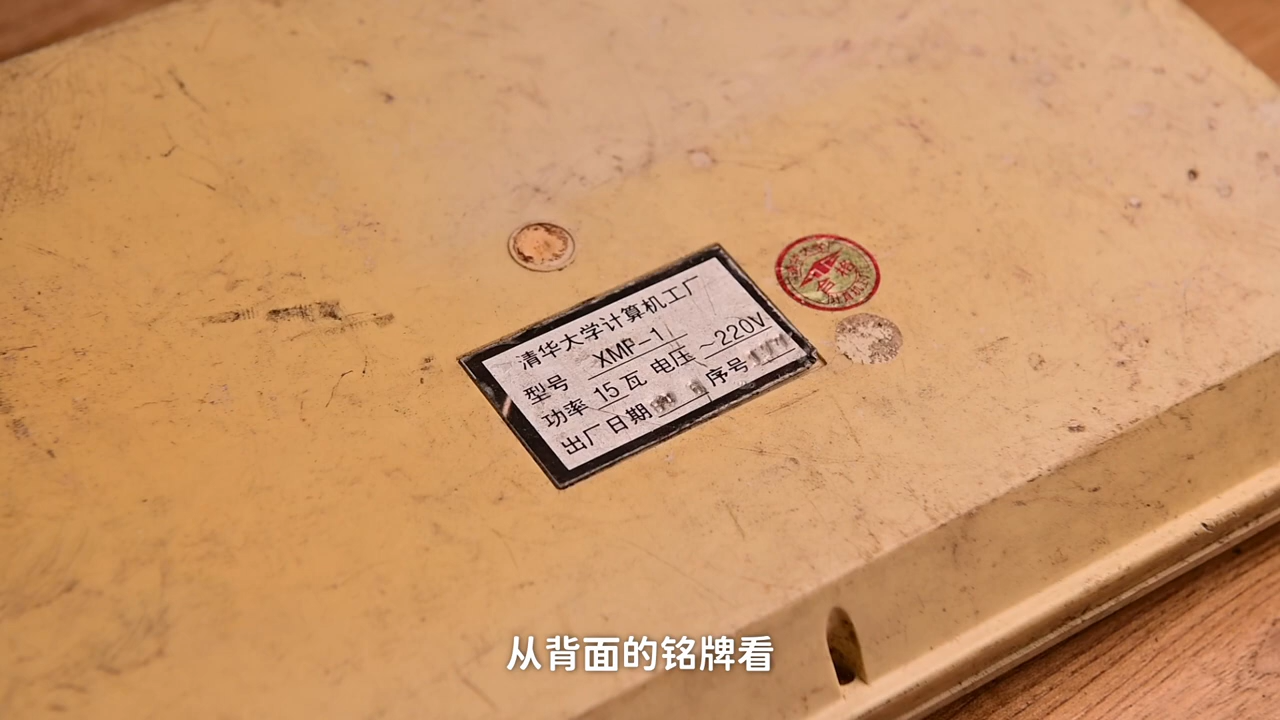 清华大学计算机工厂
型号 XMP-1
功率 15瓦 电压 ~220V
出厂日期 序号
从背面的铭牌看